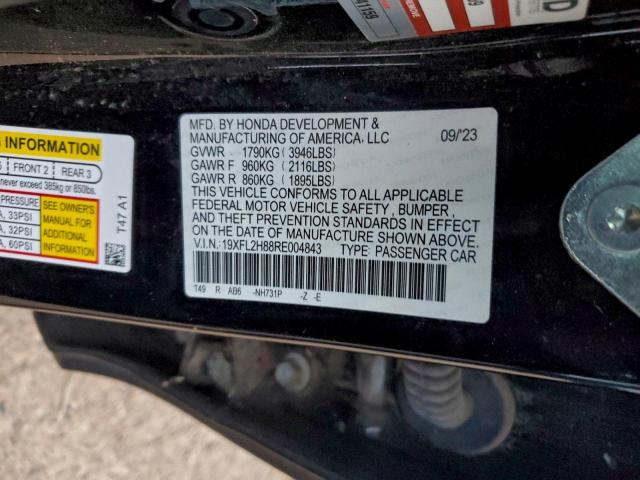 41159
REMOVE
MFD. BY HONDA DEVELOPMENT &
MANUFACTURING OF AMERICA, LLC 09/'23
GVWR - 1790KG (3946LBS)
GAWR F 960KG (2116LBS)
GAWR R 860KG (1895LBS)
THIS VEHICLE CONFORMS TO ALL APPLICABLE
FEDERAL MOTOR VEHICLE SAFETY, BUMPER,
AND THEFT PREVENTION STANDARDS IN EFFECT
ON THE DATE OF MANUFACTURE SHOWN ABOVE.
V.I.N: 19XFL2H88RE004843 TYPE: PASSENGER CAR
T49 R AB6 -NH731P -Z -E
INFORMATION
FRONT 2 REAR 3
never exceed 385kg or 850lbs.
33PSI
32PSI
60PSI
SEE OWNER'S
MANUAL FOR
ADDITIONAL
INFORMATION
T47 A1